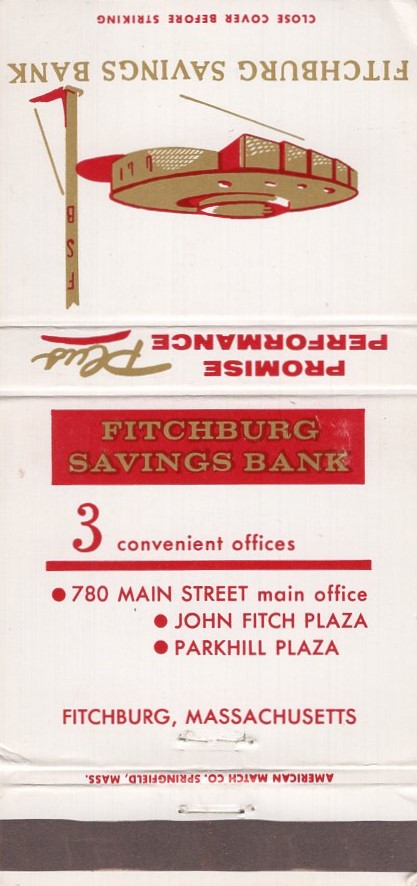 CLOSE COVER BEFORE STRIKING
FITCHBURG SAVINGS BANK
F S B
PROMISE
Plus PERFORMANCE
FITCHBURG
SAVINGS BANK
3 convenient offices
• 780 MAIN STREET main office
• JOHN FITCH PLAZA
• PARKHILL PLAZA
FITCHBURG, MASSACHUSETTS
AMERICAN MATCH CO. SPRINGFIELD, MASS.